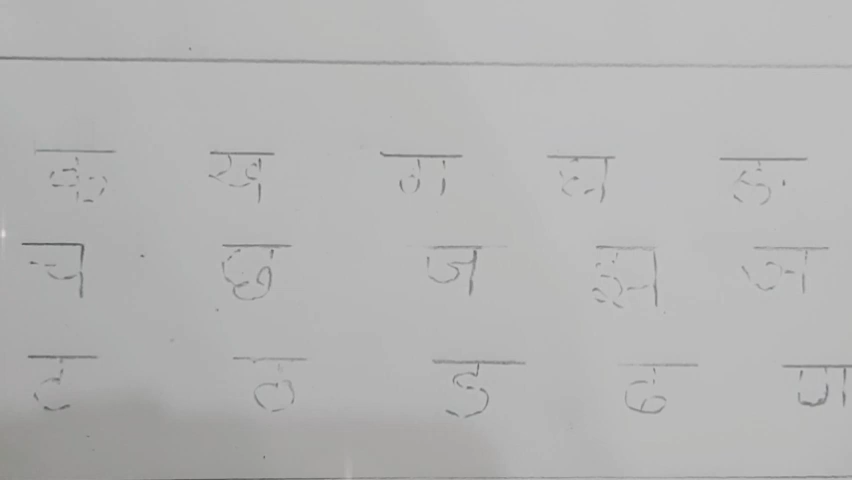 क ख ग घ ङ
च छ ज झ ञ
ट ठ ड ढ ण